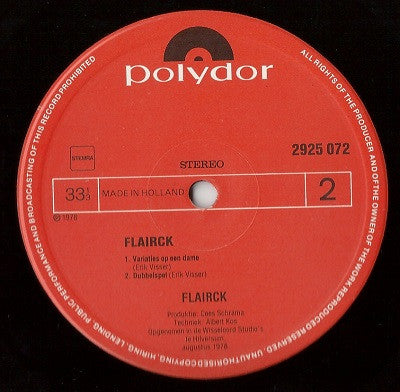 polydor
STEMRA
STEREO
2925 072
33 1/3
MADE IN HOLLAND
2
℗ 1978
FLAIRCK
1. Variaties op een dame
(Erik Visser)
2. Dubbelspel (Erik Visser)
FLAIRCK
Produktie: Cees Schrama
Techniek: Albert Kos
Opgenomen in de Wisseloord Studio's
te Hilversum,
augustus 1978
ALL RIGHTS OF THE PRODUCER AND OF THE OWNER OF THE WORK REPRODUCED RESERVED. UNAUTHORISED COPYING, HIRING, LENDING, PUBLIC PERFORMANCE AND BROADCASTING OF THIS RECORD PROHIBITED